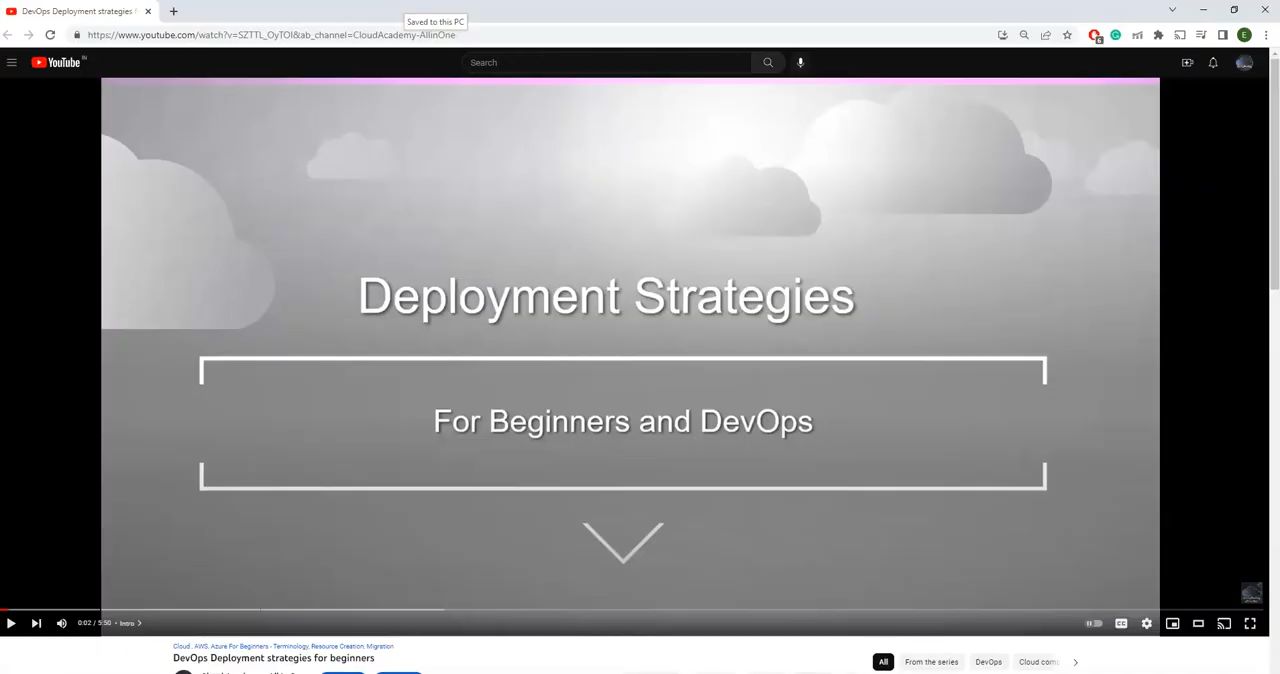 DevOps Deployment strategies f
Saved to this PC
https://www.youtube.com/watch?v=SZTTL_OyTOI&ab_channel=CloudAcademy-AllinOne
E
YouTube IN
Search
Deployment Strategies
For Beginners and DevOps
0:02 / 5:50 • Intro
CC
Cloud , AWS, Azure For Beginners - Terminology, Resource Creation, Migration
DevOps Deployment strategies for beginners
All From the series DevOps Cloud com